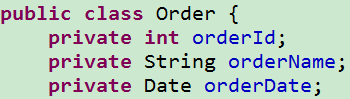 public class Order {
    private int orderId;
    private String orderName;
    private Date orderDate;